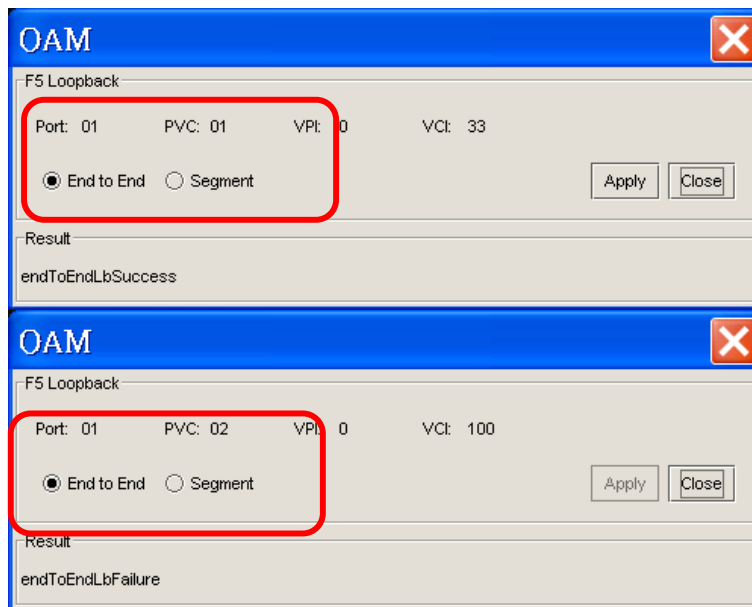 OAM
F5 Loopback
Port: 01 PVC: 01 VPI: 0 VCI: 33
End to End Segment Apply Close
Result
endToEndLbSuccess
OAM
F5 Loopback
Port: 01 PVC: 02 VPI: 0 VCI: 100
End to End Segment Apply Close
Result
endToEndLbFailure